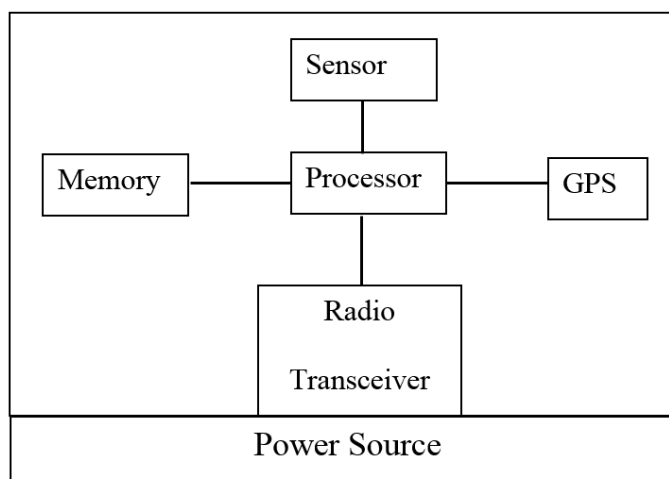 Sensor
Memory
Processor
GPS
Radio
Transceiver
Power Source